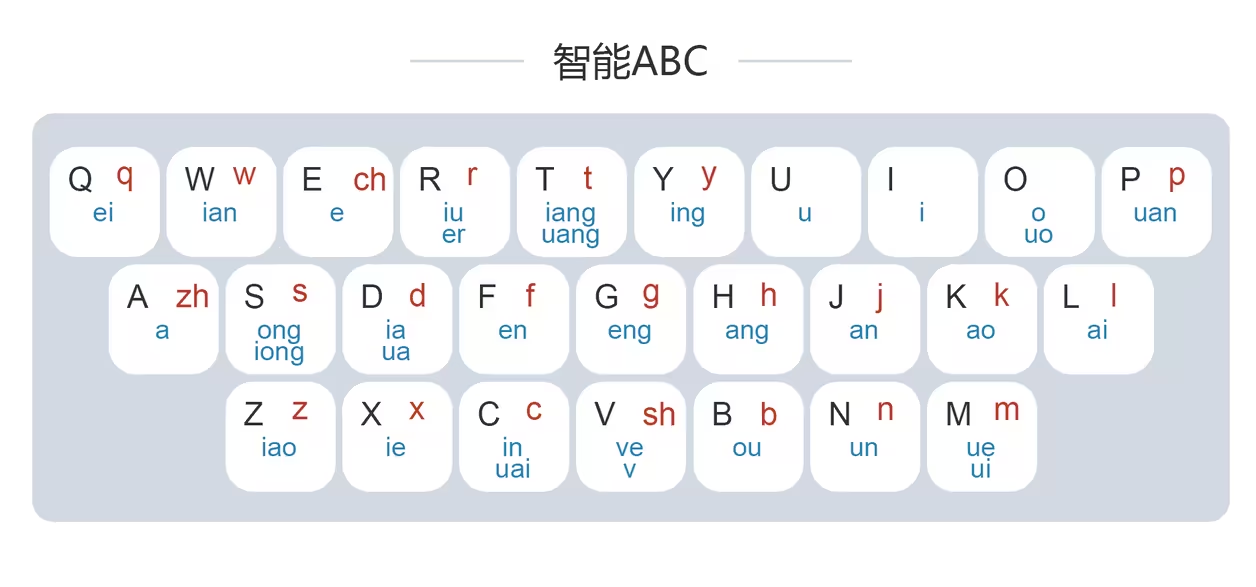 智能ABC
Q q W w E ch R r T t Y y U I O P p
ei ian e iu iang ing u i o uan
er uang uo
A zh S s D d F f G g H h J j K k L l
a ong ia en eng ang an ao ai
iong ua
Z z X x C c V sh B b N n M m
iao ie in ve ou un ue
uai v ui